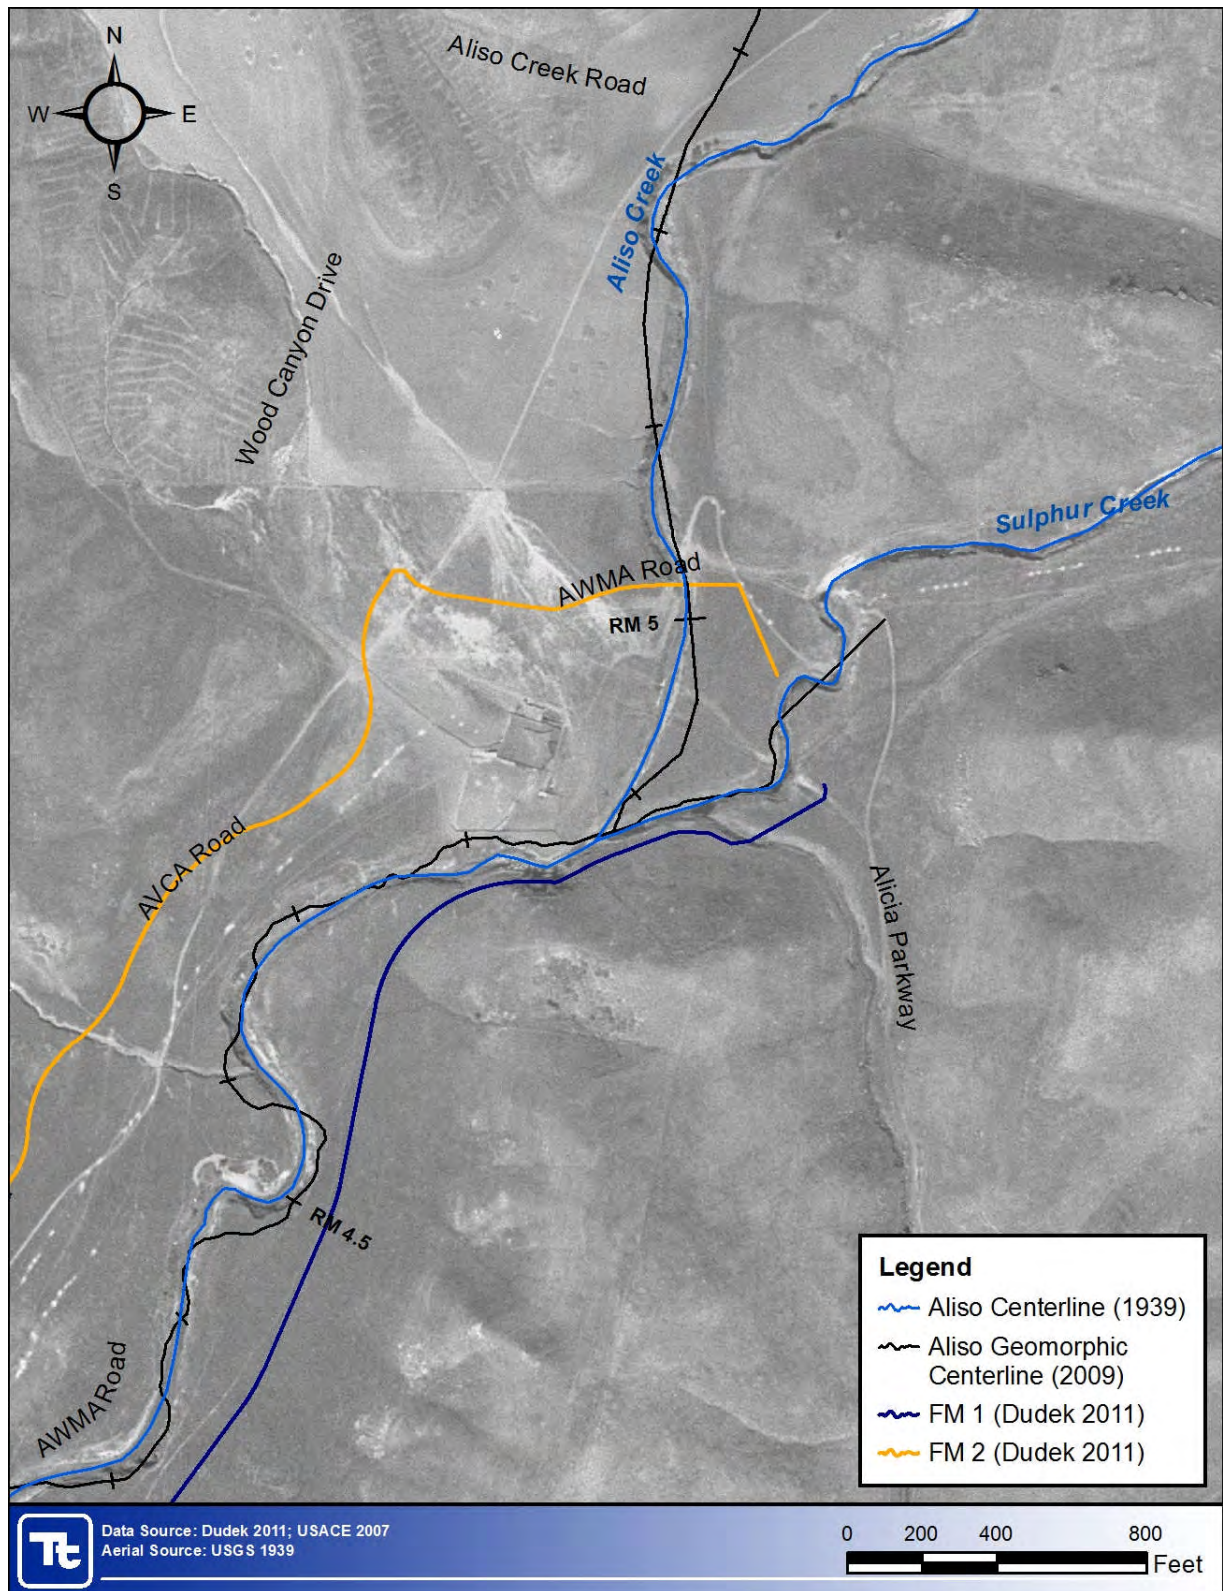 N
W E
S
Aliso Creek Road
Aliso Creek
Wood Canyon Drive
Sulphur Creek
AWMA Road
RM 5
AVCA Road
Alicia Parkway
RM 4.5
AWMARoad
Legend
Aliso Centerline (1939)
Aliso Geomorphic
Centerline (2009)
FM 1 (Dudek 2011)
FM 2 (Dudek 2011)
Tt
Data Source: Dudek 2011; USACE 2007
Aerial Source: USGS 1939
0 200 400 800
Feet